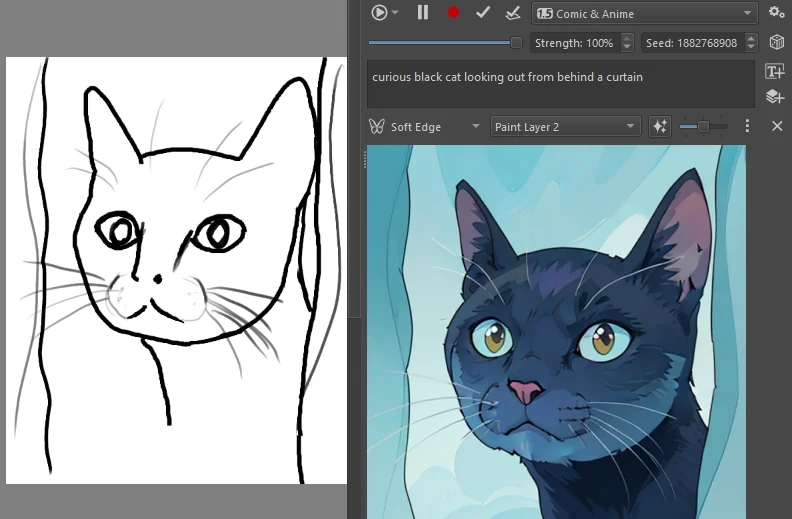 1.5 Comic & Anime
Strength: 100% Seed: 1882768908
curious black cat looking out from behind a curtain
Soft Edge Paint Layer 2